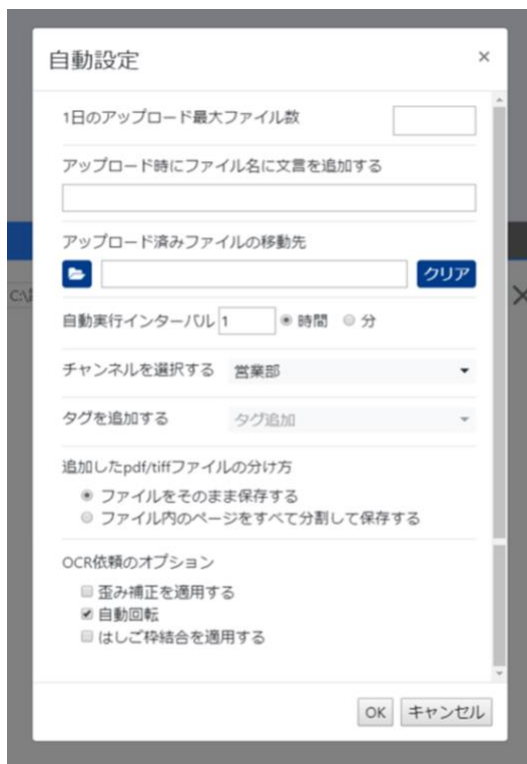 自動設定
×
1日のアップロード最大ファイル数
アップロード時にファイル名に文言を追加する
アップロード済みファイルの移動先
クリア
C:\
自動実行インターバル 1 時間 分
チャンネルを選択する 営業部
タグを追加する タグ追加
追加したpdf/tiffファイルの分け方
ファイルをそのまま保存する
ファイル内のページをすべて分割して保存する
OCR依頼のオプション
歪み補正を適用する
自動回転
はしご枠結合を適用する
OK キャンセル